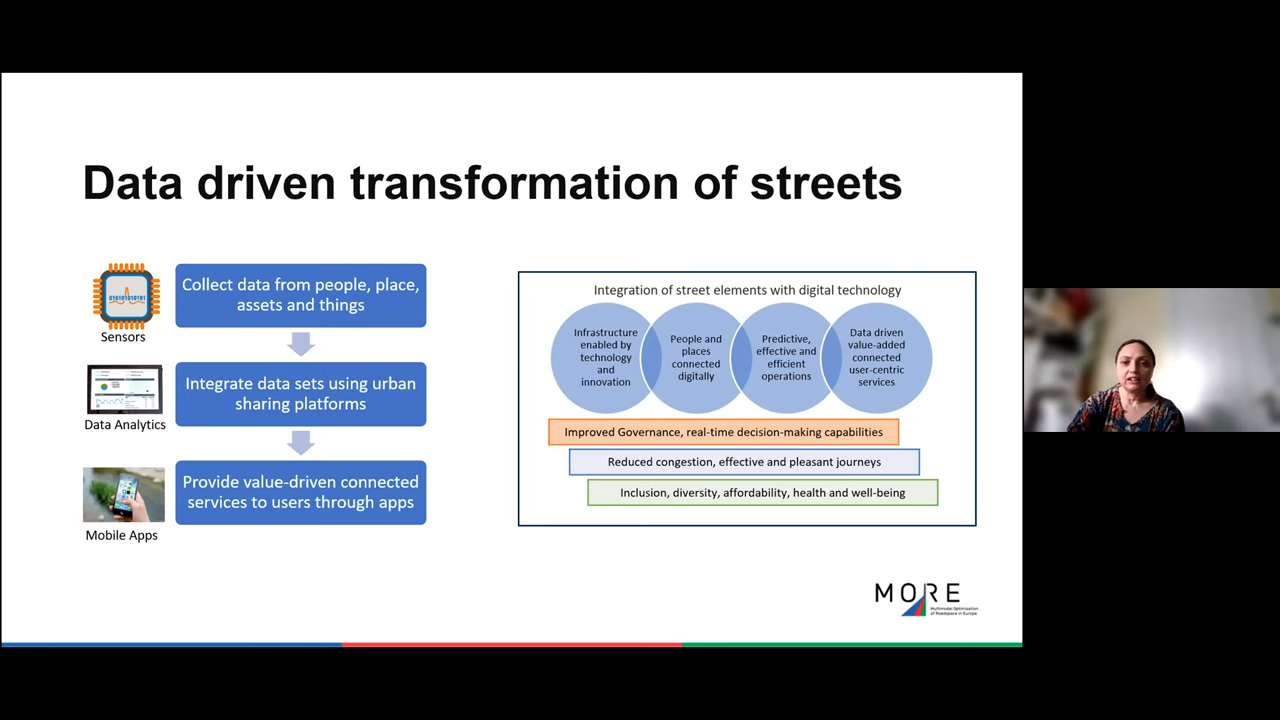 Data driven transformation of streets
010101010101
Sensors
Collect data from people, place,
assets and things
Data Analytics
Integrate data sets using urban
sharing platforms
Mobile Apps
Provide value-driven connected
services to users through apps
Integration of street elements with digital technology
Infrastructure
enabled by
technology
and
innovation
People and
places
connected
digitally
Predictive,
effective and
efficient
operations
Data driven
value-added
connected
user-centric
services
Improved Governance, real-time decision-making capabilities
Reduced congestion, effective and pleasant journeys
Inclusion, diversity, affordability, health and well-being
MORE
Multimodal Optimisation
of Roadspace in Europe